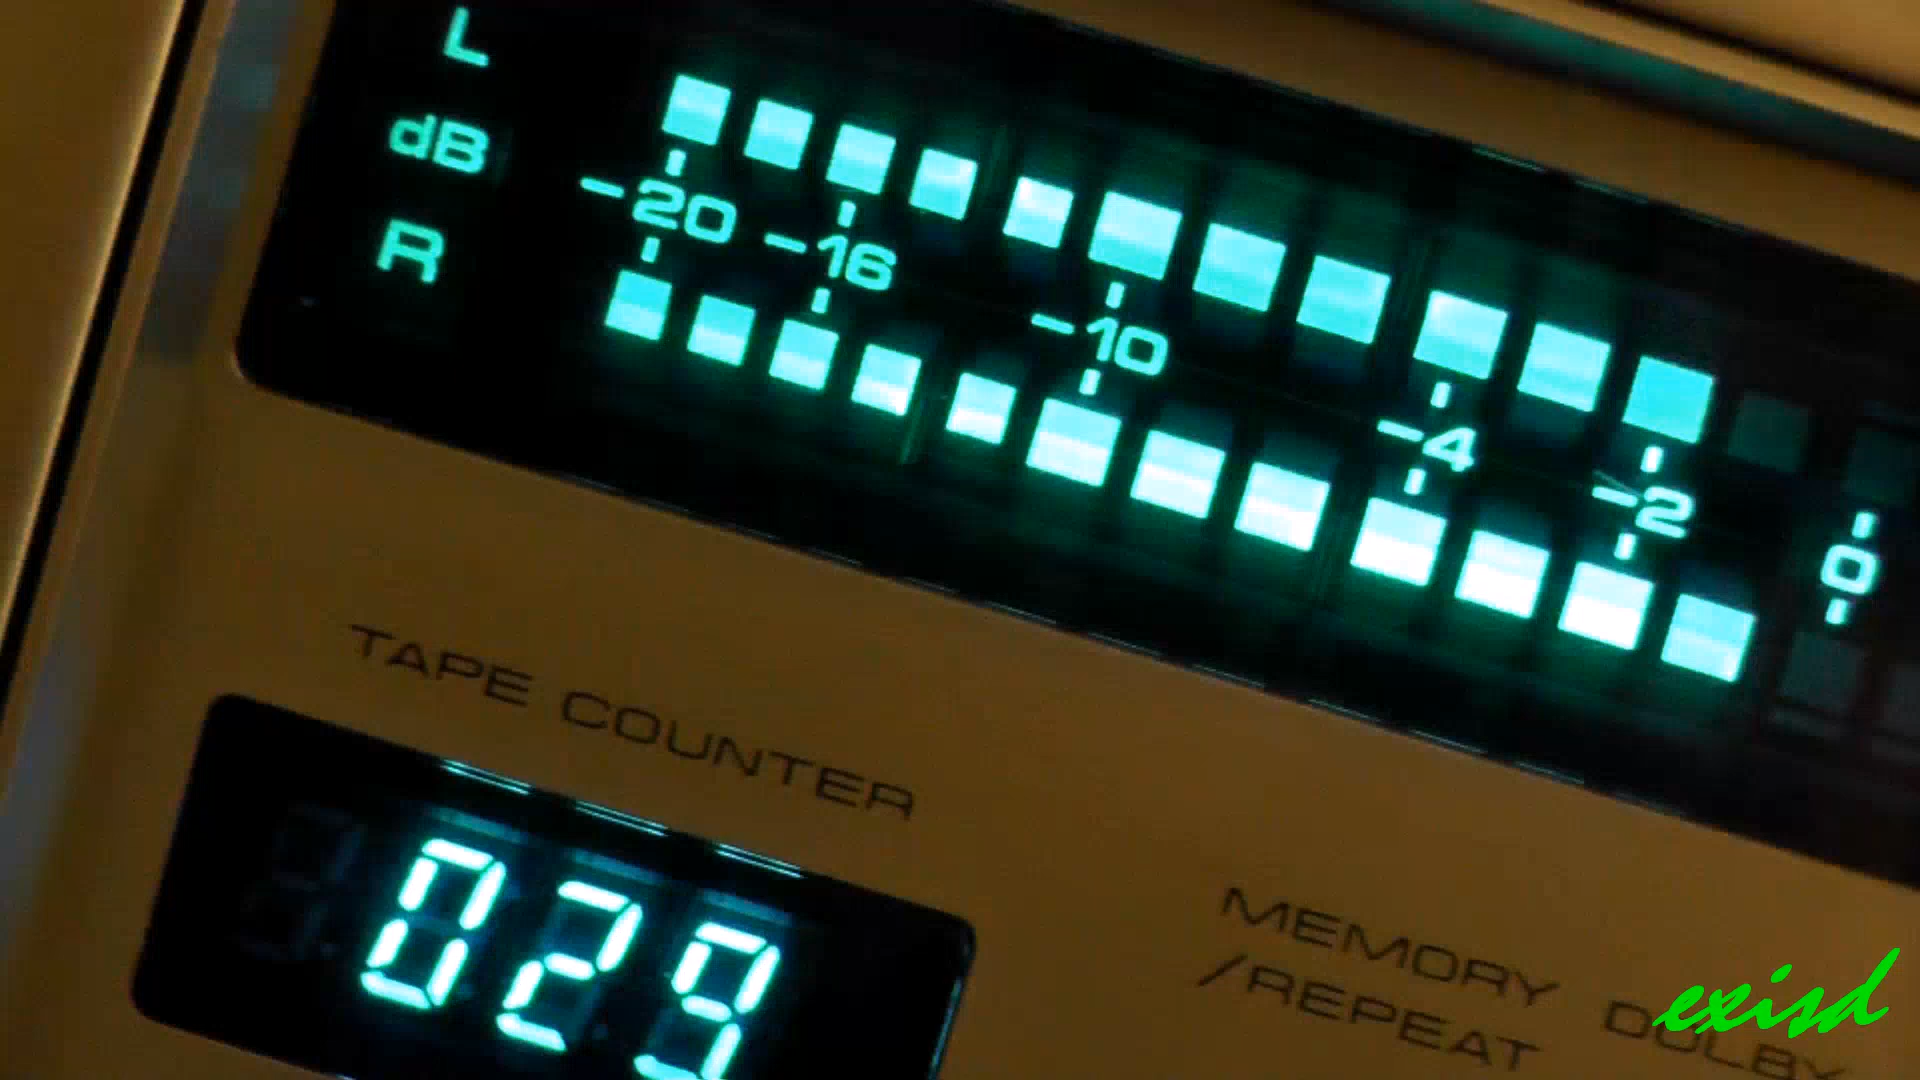 L
dB
R
-20 -16 -10 -4 -2 0
TAPE COUNTER
029
MEMORY
/REPEAT
DOLBY
exisd